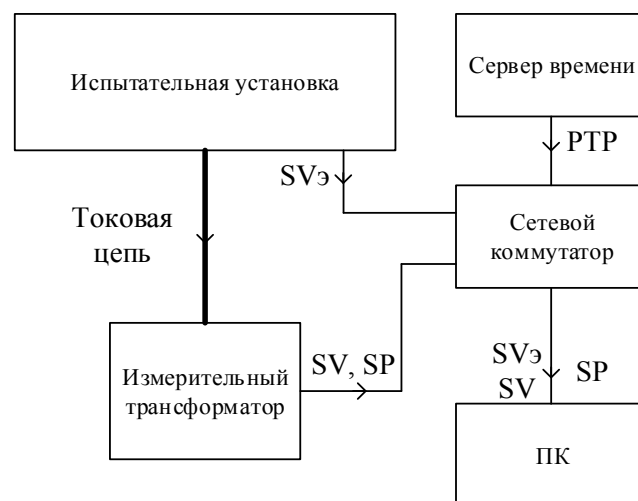 Испытательная установка
Сервер времени
PTP
SVэ
Токовая
цепь
Сетевой
коммутатор
Измерительный
трансформатор
SV, SP
SVэ
SV
SP
ПК